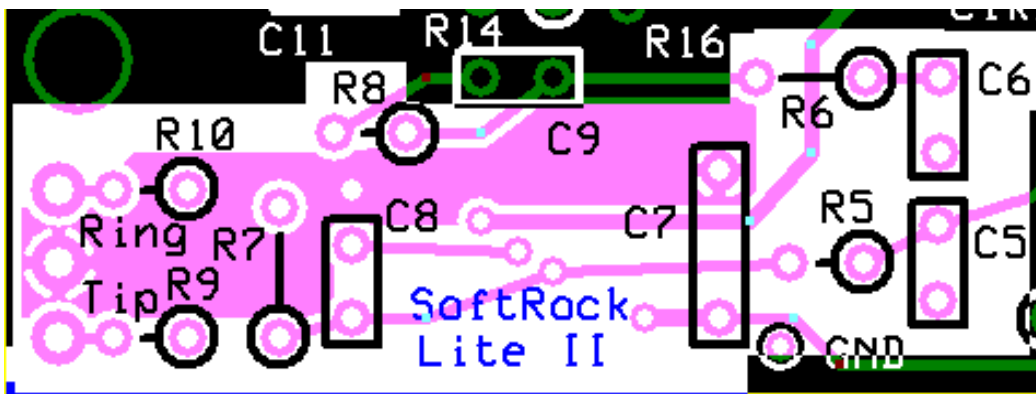 C11
R14
R16
R8
R6
C6
R10
C9
Ring
R7
C8
C7
R5
C5
Tip
R9
SoftRock
Lite II
GND